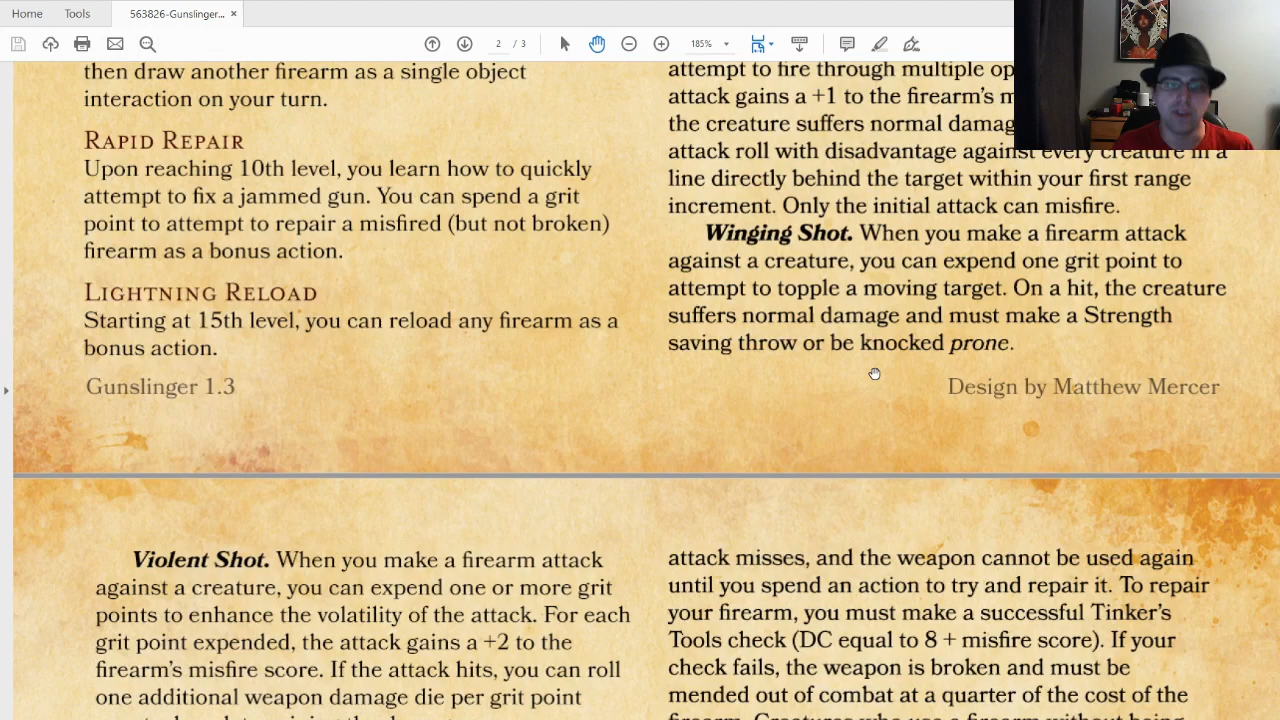 Home
Tools
563826-Gunslinger...
×
2 / 3
185%
then draw another firearm as a single object
interaction on your turn.
RAPID REPAIR
Upon reaching 10th level, you learn how to quickly
attempt to fix a jammed gun. You can spend a grit
point to attempt to repair a misfired (but not broken)
firearm as a bonus action.
LIGHTNING RELOAD
Starting at 15th level, you can reload any firearm as a
bonus action.
Gunslinger 1.3
attempt to fire through multiple
attack gains a +1 to the firearm's
the creature suffers normal
attack roll with disadvantage against every creature in a
line directly behind the target within your first range
increment. Only the initial attack can misfire.
Winging Shot. When you make a firearm attack
against a creature, you can expend one grit point to
attempt to topple a moving target. On a hit, the creature
suffers normal damage and must make a Strength
saving throw or be knocked prone.
Design by Matthew Mercer
Violent Shot. When you make a firearm attack
against a creature, you can expend one or more grit
points to enhance the volatility of the attack. For each
grit point expended, the attack gains a +2 to the
firearm's misfire score. If the attack hits, you can roll
one additional weapon damage die per grit point
attack misses, and the weapon cannot be used again
until you spend an action to try and repair it. To repair
your firearm, you must make a successful Tinker's
Tools check (DC equal to 8 + misfire score). If your
check fails, the weapon is broken and must be
mended out of combat at a quarter of the cost of the
firearm. Creatures who use a firearm without being